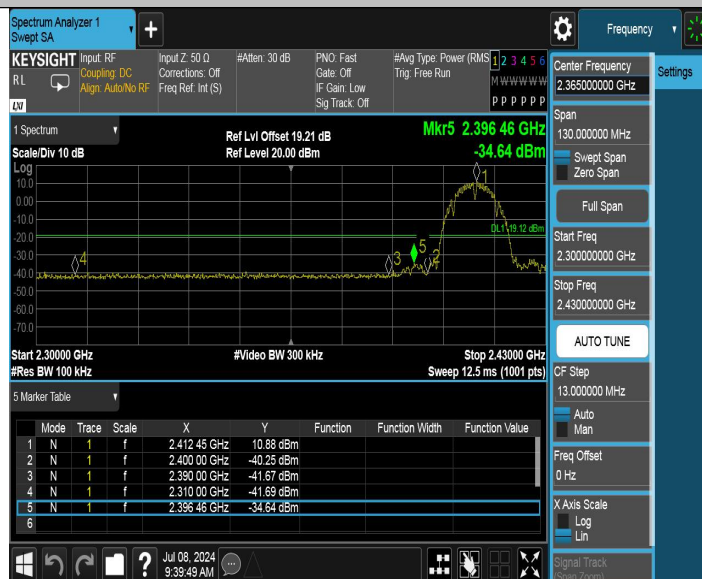 Spectrum Analyzer 1
Swept SA
+
Frequency
KEYSIGHT
RL
LXI
Input: RF
Coupling: DC
Align: Auto/No RF
Input Z: 50 Ω
Corrections: Off
Freq Ref: Int (S)
#Atten: 30 dB
PNO: Fast
Gate: Off
IF Gain: Low
Sig Track: Off
#Avg Type: Power (RMS
Trig: Free Run
1 2 3 4 5 6
M W W W W W
P P P P P P
1 Spectrum
Scale/Div 10 dB
Ref Lvl Offset 19.21 dB
Ref Level 20.00 dBm
Mkr5 2.396 46 GHz
-34.64 dBm
Log
10.0
0.00
-10.0
-20.0
-30.0
-40.0
-50.0
-60.0
-70.0
1
DL1 -19.12 dBm
4
3
5
2
Start 2.30000 GHz
#Video BW 300 kHz
Stop 2.43000 GHz
#Res BW 100 kHz
Sweep 12.5 ms (1001 pts)
5 Marker Table
Mode Trace Scale X Y Function Function Width Function Value
1 N 1 f 2.412 45 GHz 10.88 dBm
2 N 1 f 2.400 00 GHz -40.25 dBm
3 N 1 f 2.390 00 GHz -41.67 dBm
4 N 1 f 2.310 00 GHz -41.69 dBm
5 N 1 f 2.396 46 GHz -34.64 dBm
6
?
Jul 08, 2024
9:39:49 AM
Center Frequency
2.365000000 GHz
Settings
Span
130.000000 MHz
Swept Span
Zero Span
Full Span
Start Freq
2.300000000 GHz
Stop Freq
2.430000000 GHz
AUTO TUNE
CF Step
13.000000 MHz
Auto
Man
Freq Offset
0 Hz
X Axis Scale
Log
Lin
Signal Track
(Span Zoom)